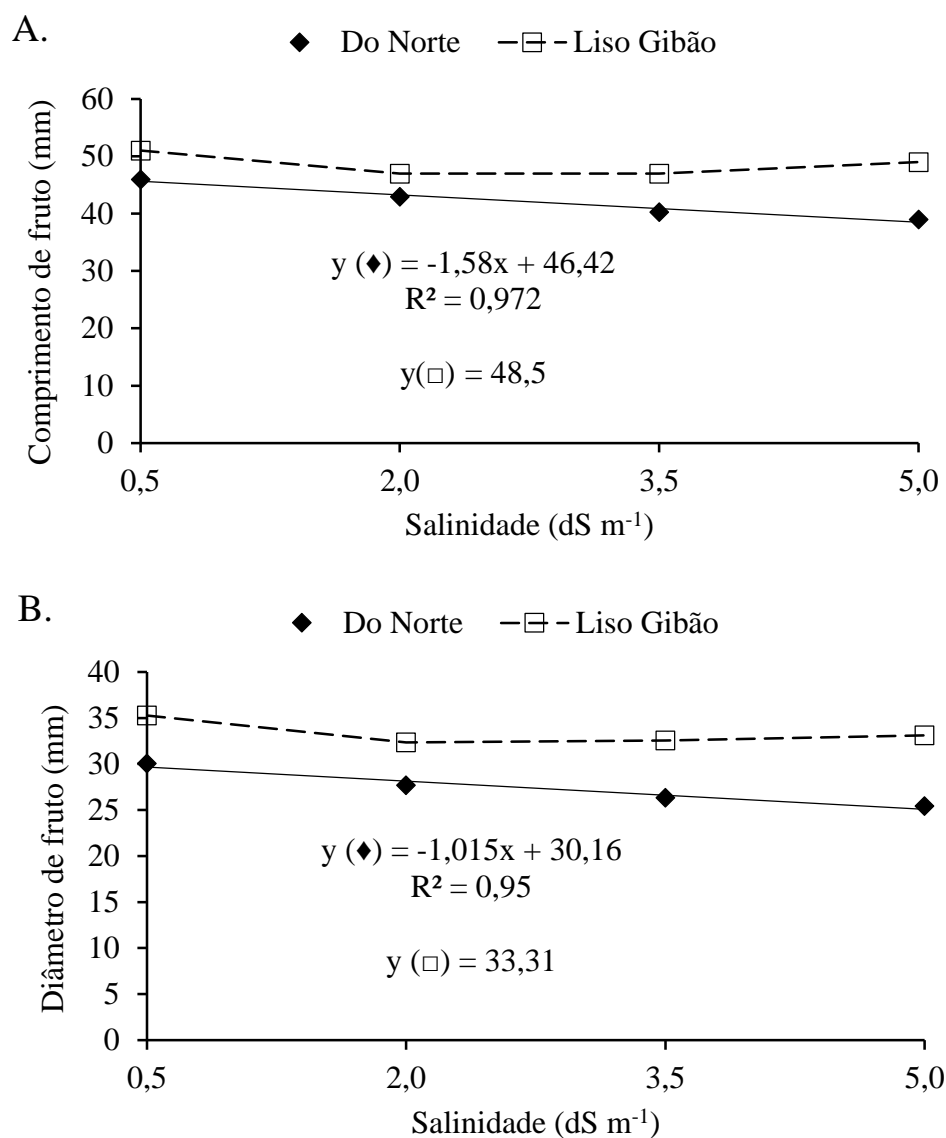 A.
♦ Do Norte -□- Liso Gibão
Comprimento de fruto (mm)
60
50
40
30
20
10
0
y (♦) = -1,58x + 46,42
R² = 0,972
y(□) = 48,5
0,5 2,0 3,5 5,0
Salinidade (dS m⁻¹)
B.
♦ Do Norte -□- Liso Gibão
Diâmetro de fruto (mm)
40
35
30
25
20
15
10
5
0
y (♦) = -1,015x + 30,16
R² = 0,95
y (□) = 33,31
0,5 2,0 3,5 5,0
Salinidade (dS m⁻¹)